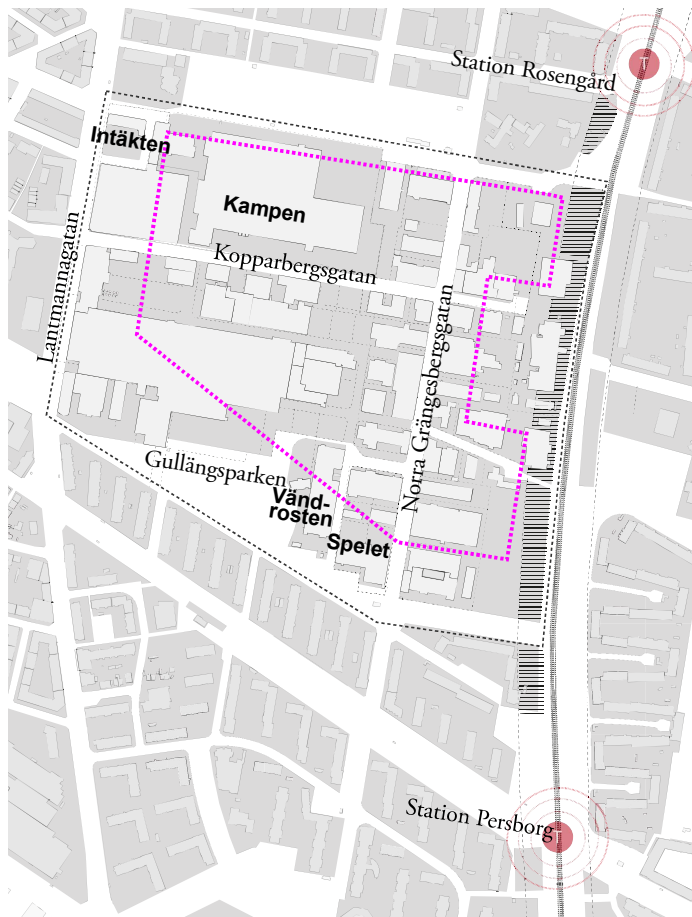 Station Rosengård
Intäkten
Kampen
Lantmannagatan
Kopparbergsgatan
Norra Grängesbergsgatan
Gullängsparken
Vänd-
rosten
Spelet
Station Persborg